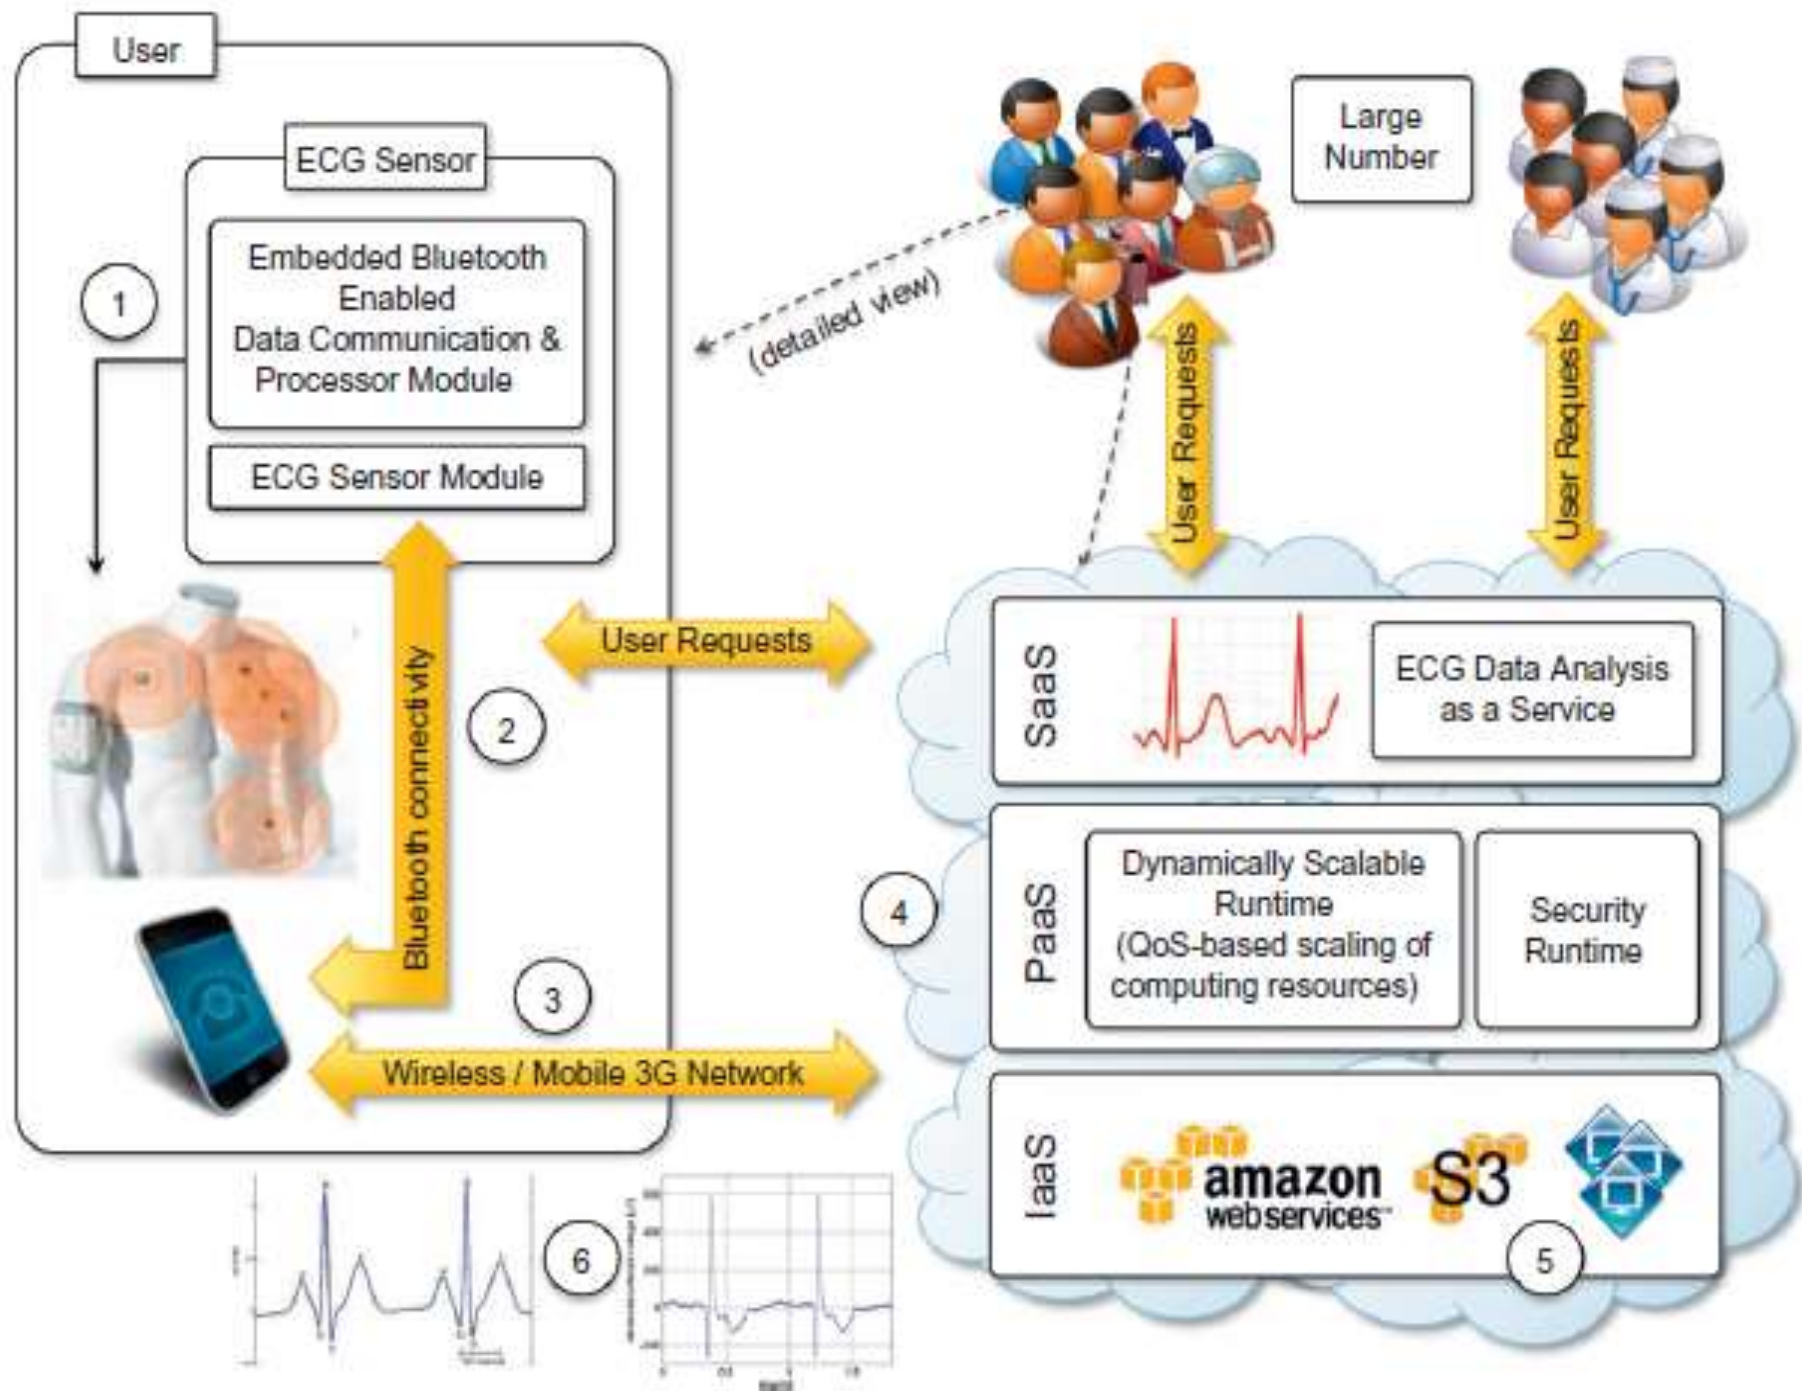 User
ECG Sensor
Embedded Bluetooth
Enabled
Data Communication &
Processor Module
ECG Sensor Module
1
2
Bluetooth connectivity
3
Wireless / Mobile 3G Network
User Requests
(detailed view)
Large
Number
User Requests
User Requests
SaaS
ECG Data Analysis
as a Service
4
PaaS
Dynamically Scalable
Runtime
(QoS-based scaling of
computing resources)
Security
Runtime
IaaS
amazon
webservices™
S3
5
6